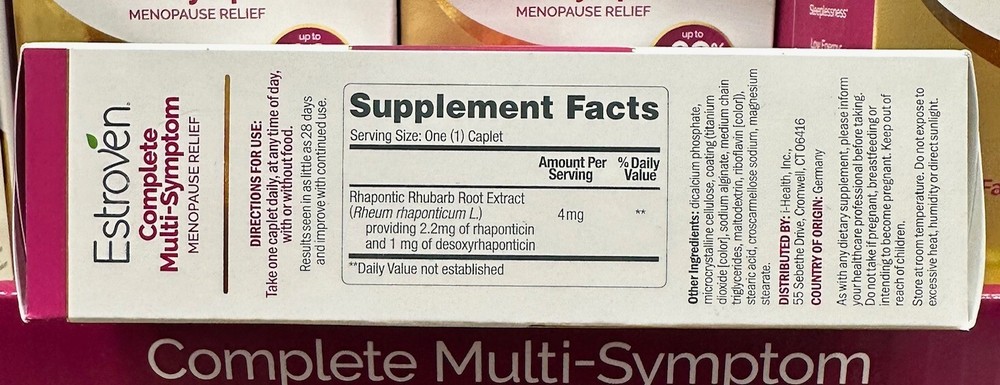 MENOPAUSE RELIEF
up to
MENOPAUSE RELIEF
up to
Sleeplessness*
Low Energy
Estroven.
Complete
Multi-Symptom
MENOPAUSE RELIEF
DIRECTIONS FOR USE:
Take one caplet daily, at any time of day,
with or without food.
Results seen in as little as 28 days
and improve with continued use.
Supplement Facts
Serving Size: One (1) Caplet
Amount Per Serving
% Daily Value
Rhapontic Rhubarb Root Extract
(Rheum rhaponticum L.) 4mg **
providing 2.2mg of rhaponticin
and 1 mg of desoxyrhaponticin
**Daily Value not established
Other Ingredients: dicalcium phosphate,
microcrystalline cellulose, coating (titanium
dioxide [color], sodium alginate, medium chain
triglycerides, maltodextrin, riboflavin [color]),
stearic acid, croscarmellose sodium, magnesium
stearate.
DISTRIBUTED BY: i-Health, Inc.,
55 Sebethe Drive, Cromwell, CT 06416
COUNTRY OF ORIGIN: Germany
As with any dietary supplement, please inform
your healthcare professional before taking.
Do not take if pregnant, breastfeeding or
intending to become pregnant. Keep out of
reach of children.
Store at room temperature. Do not expose to
excessive heat, humidity or direct sunlight.
Complete Multi-Symptom